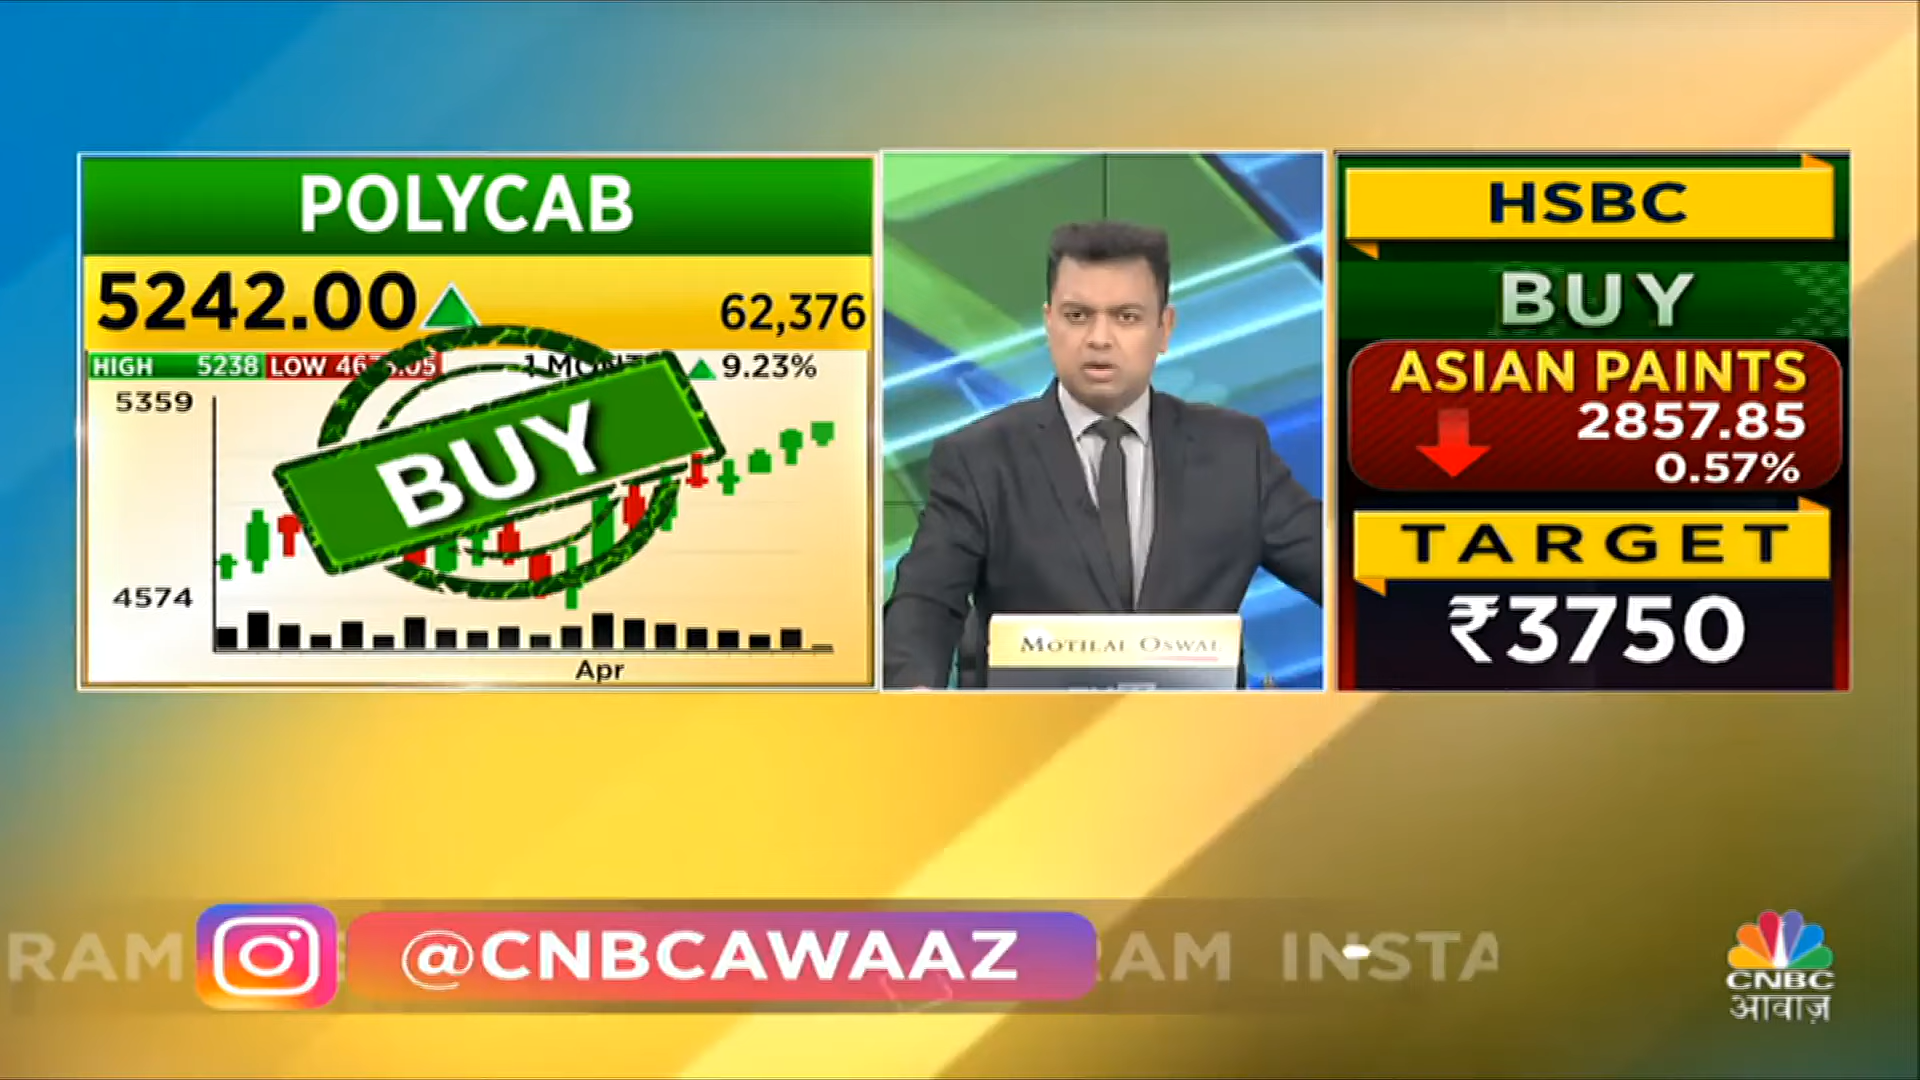 POLYCAB
5242.00
62,376
HIGH 5238 LOW
9.23%
5359
BUY
4574
Apr
MOTILAL OSWAL
HSBC
BUY
ASIAN PAINTS
2857.85
0.57%
TARGET
₹3750
RAM
@CNBCAWAAZ
RAM INSTA
CNBC
आवाज़